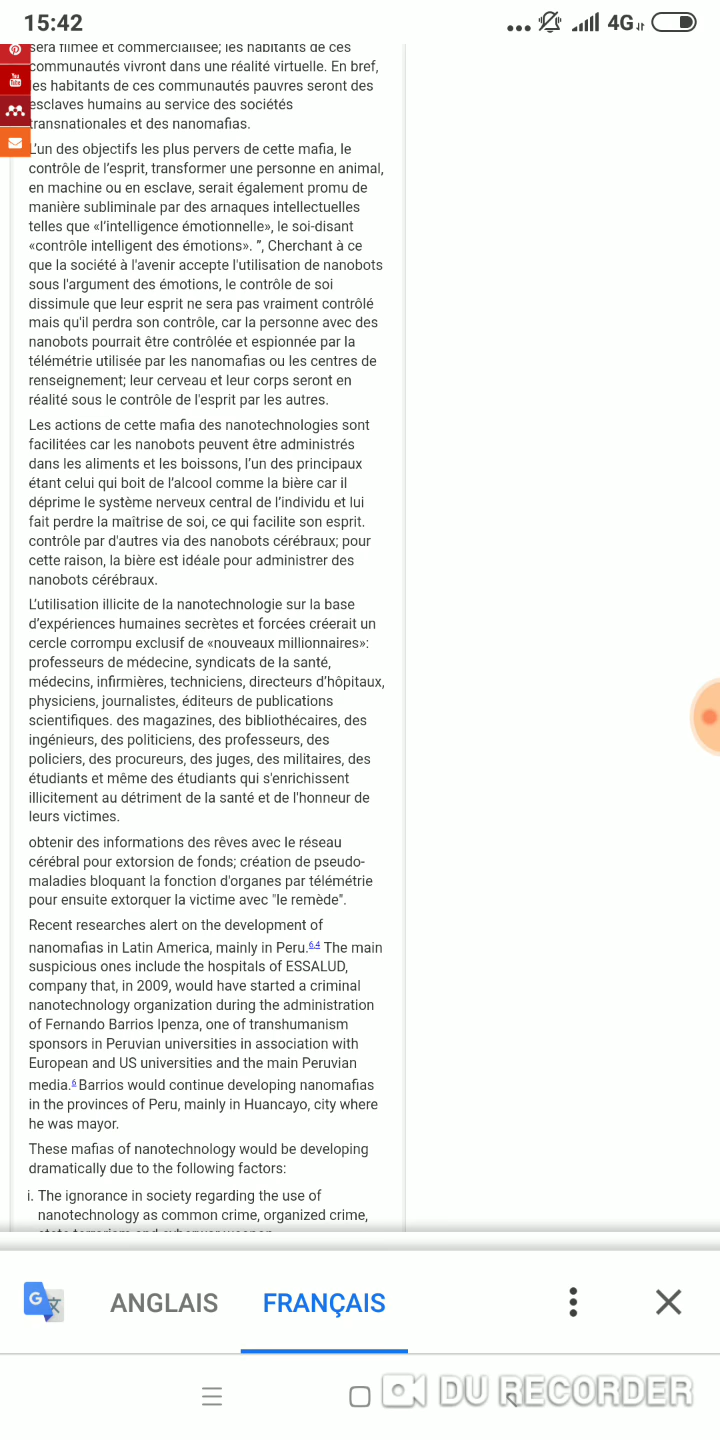 15:42
4G
sera filmée et commercialisée; les habitants de ces
communautés vivront dans une réalité virtuelle. En bref,
les habitants de ces communautés pauvres seront des
esclaves humains au service des sociétés
transnationales et des nanomafias.
L’un des objectifs les plus pervers de cette mafia, le
contrôle de l’esprit, transformer une personne en animal,
en machine ou en esclave, serait également promu de
manière subliminale par des arnaques intellectuelles
telles que «l’intelligence émotionnelle», le soi-disant
«contrôle intelligent des émotions». ”, Cherchant à ce
que la société à l'avenir accepte l'utilisation de nanobots
sous l'argument des émotions, le contrôle de soi
dissimule que leur esprit ne sera pas vraiment contrôlé
mais qu'il perdra son contrôle, car la personne avec des
nanobots pourrait être contrôlée et espionnée par la
télémétrie utilisée par les nanomafias ou les centres de
renseignement; leur cerveau et leur corps seront en
réalité sous le contrôle de l'esprit par les autres.
Les actions de cette mafia des nanotechnologies sont
facilitées car les nanobots peuvent être administrés
dans les aliments et les boissons, l’un des principaux
étant celui qui boit de l’alcool comme la bière car il
déprime le système nerveux central de l’individu et lui
fait perdre la maîtrise de soi, ce qui facilite son esprit.
contrôle par d'autres via des nanobots cérébraux; pour
cette raison, la bière est idéale pour administrer des
nanobots cérébraux.
L’utilisation illicite de la nanotechnologie sur la base
d’expériences humaines secrètes et forcées créerait un
cercle corrompu exclusif de «nouveaux millionnaires»:
professeurs de médecine, syndicats de la santé,
médecins, infirmières, techniciens, directeurs d’hôpitaux,
physiciens, journalistes, éditeurs de publications
scientifiques. des magazines, des bibliothécaires, des
ingénieurs, des politiciens, des professeurs, des
policiers, des procureurs, des juges, des militaires, des
étudiants et même des étudiants qui s'enrichissent
illicitement au détriment de la santé et de l'honneur de
leurs victimes.
obtenir des informations des rêves avec le réseau
cérébral pour extorsion de fonds; création de pseudo-
maladies bloquant la fonction d'organes par télémétrie
pour ensuite extorquer la victime avec "le remède".
Recent researches alert on the development of
nanomafias in Latin America, mainly in Peru.6,4 The main
suspicious ones include the hospitals of ESSALUD,
company that, in 2009, would have started a criminal
nanotechnology organization during the administration
of Fernando Barrios Ipenza, one of transhumanism
sponsors in Peruvian universities in association with
European and US universities and the main Peruvian
media.6 Barrios would continue developing nanomafias
in the provinces of Peru, mainly in Huancayo, city where
he was mayor.
These mafias of nanotechnology would be developing
dramatically due to the following factors:
i. The ignorance in society regarding the use of
nanotechnology as common crime, organized crime,
state terrorism and cyberwar weapon
ANGLAIS FRANÇAIS
DU RECORDER